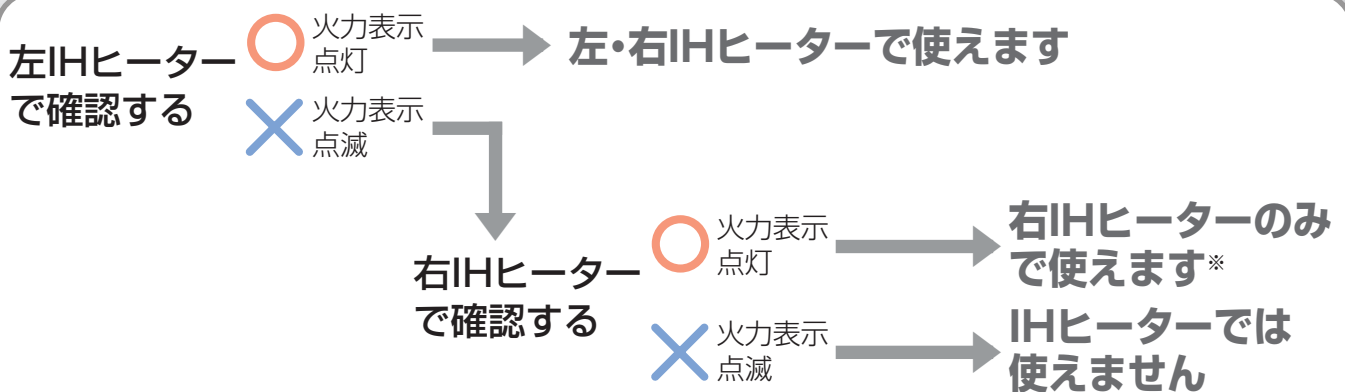 左IHヒーター
で確認する
火力表示
点灯
左・右IHヒーターで使えます
火力表示
点滅
右IHヒーター
で確認する
火力表示
点灯
右IHヒーターのみ
で使えます※
火力表示
点滅
IHヒーターでは
使えません